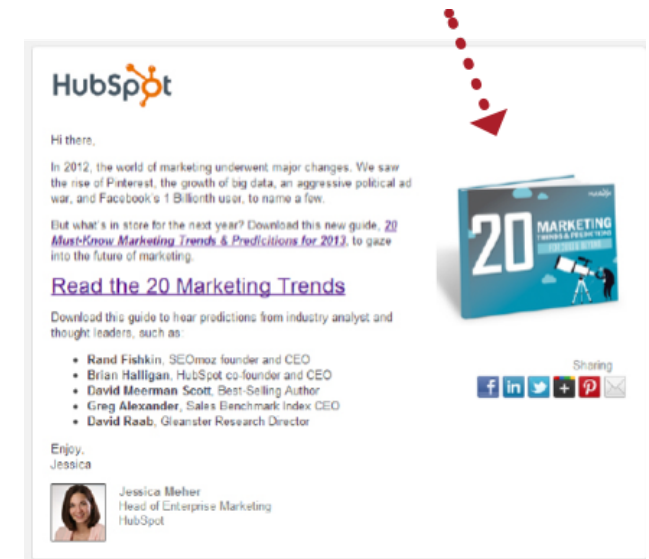 HubSpot
Hi there,
In 2012, the world of marketing underwent major changes. We saw
the rise of Pinterest, the growth of big data, an aggressive political ad
war, and Facebook's 1 Billionth user, to name a few.
But what's in store for the next year? Download this new guide, 20
Must-Know Marketing Trends & Predicitions for 2013, to gaze
into the future of marketing.
Read the 20 Marketing Trends
Download this guide to hear predictions from industry analyst and
thought leaders, such as:
• Rand Fishkin, SEOmoz founder and CEO
• Brian Halligan, HubSpot co-founder and CEO
• David Meerman Scott, Best-Selling Author
• Greg Alexander, Sales Benchmark Index CEO
• David Raab, Gleanster Research Director
Enjoy,
Jessica
Jessica Meher
Head of Enterprise Marketing
HubSpot
20 MARKETING
TRENDS & PREDICTIONS
FOR 2013 & BEYOND
Sharing